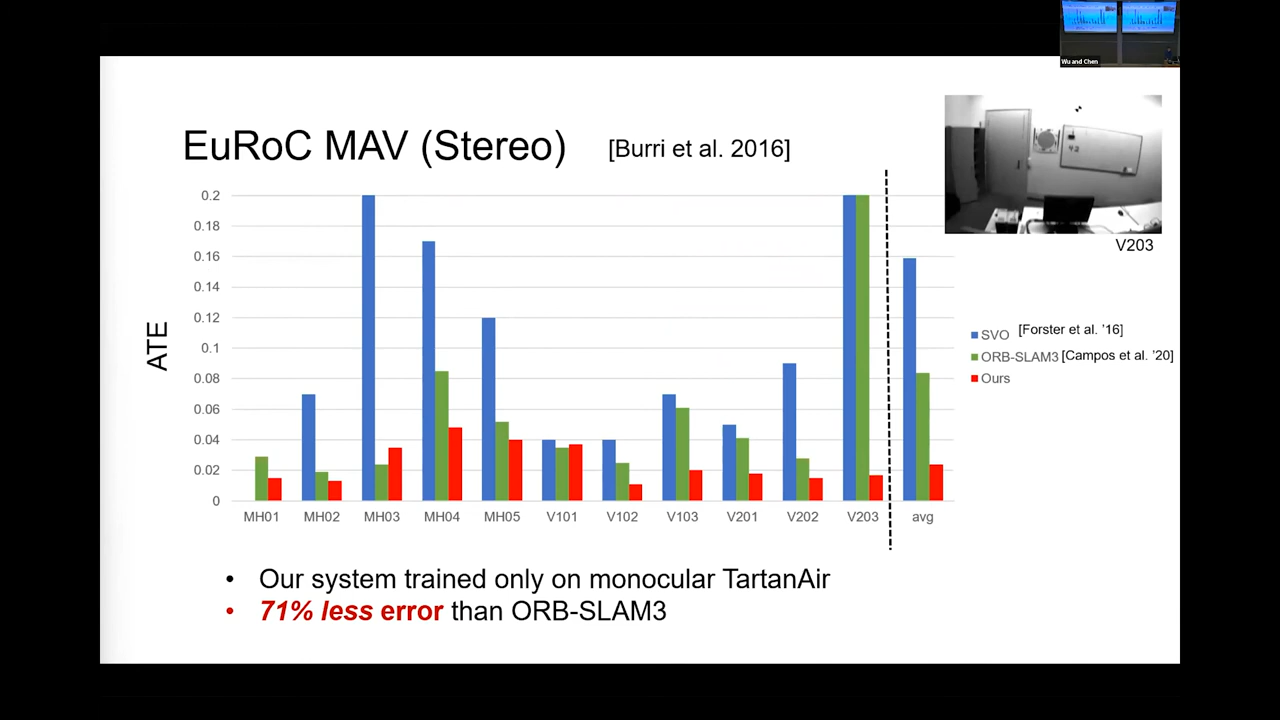 Wu and Chen
EuRoC MAV (Stereo) [Burri et al. 2016]
V203
ATE
0.2
0.18
0.16
0.14
0.12
0.1
0.08
0.06
0.04
0.02
0
MH01 MH02 MH03 MH04 MH05 V101 V102 V103 V201 V202 V203 avg
SVO [Forster et al. '16]
ORB-SLAM3 [Campos et al. '20]
Ours
• Our system trained only on monocular TartanAir
• 71% less error than ORB-SLAM3